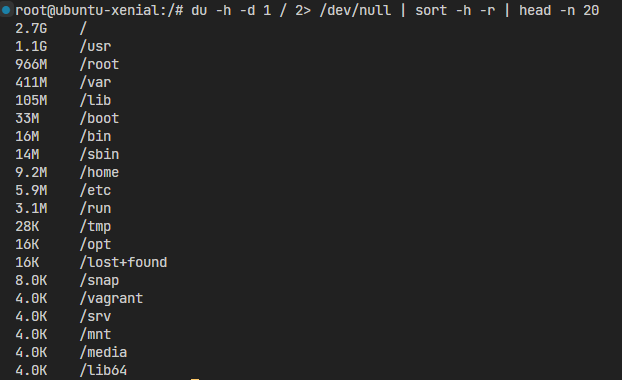 root@ubuntu-xenial:/# du -h -d 1 / 2> /dev/null | sort -h -r | head -n 20
2.7G    /
1.1G    /usr
966M    /root
411M    /var
105M    /lib
33M     /boot
16M     /bin
14M     /sbin
9.2M    /home
5.9M    /etc
3.1M    /run
28K     /tmp
16K     /opt
16K     /lost+found
8.0K    /snap
4.0K    /vagrant
4.0K    /srv
4.0K    /mnt
4.0K    /media
4.0K    /lib64